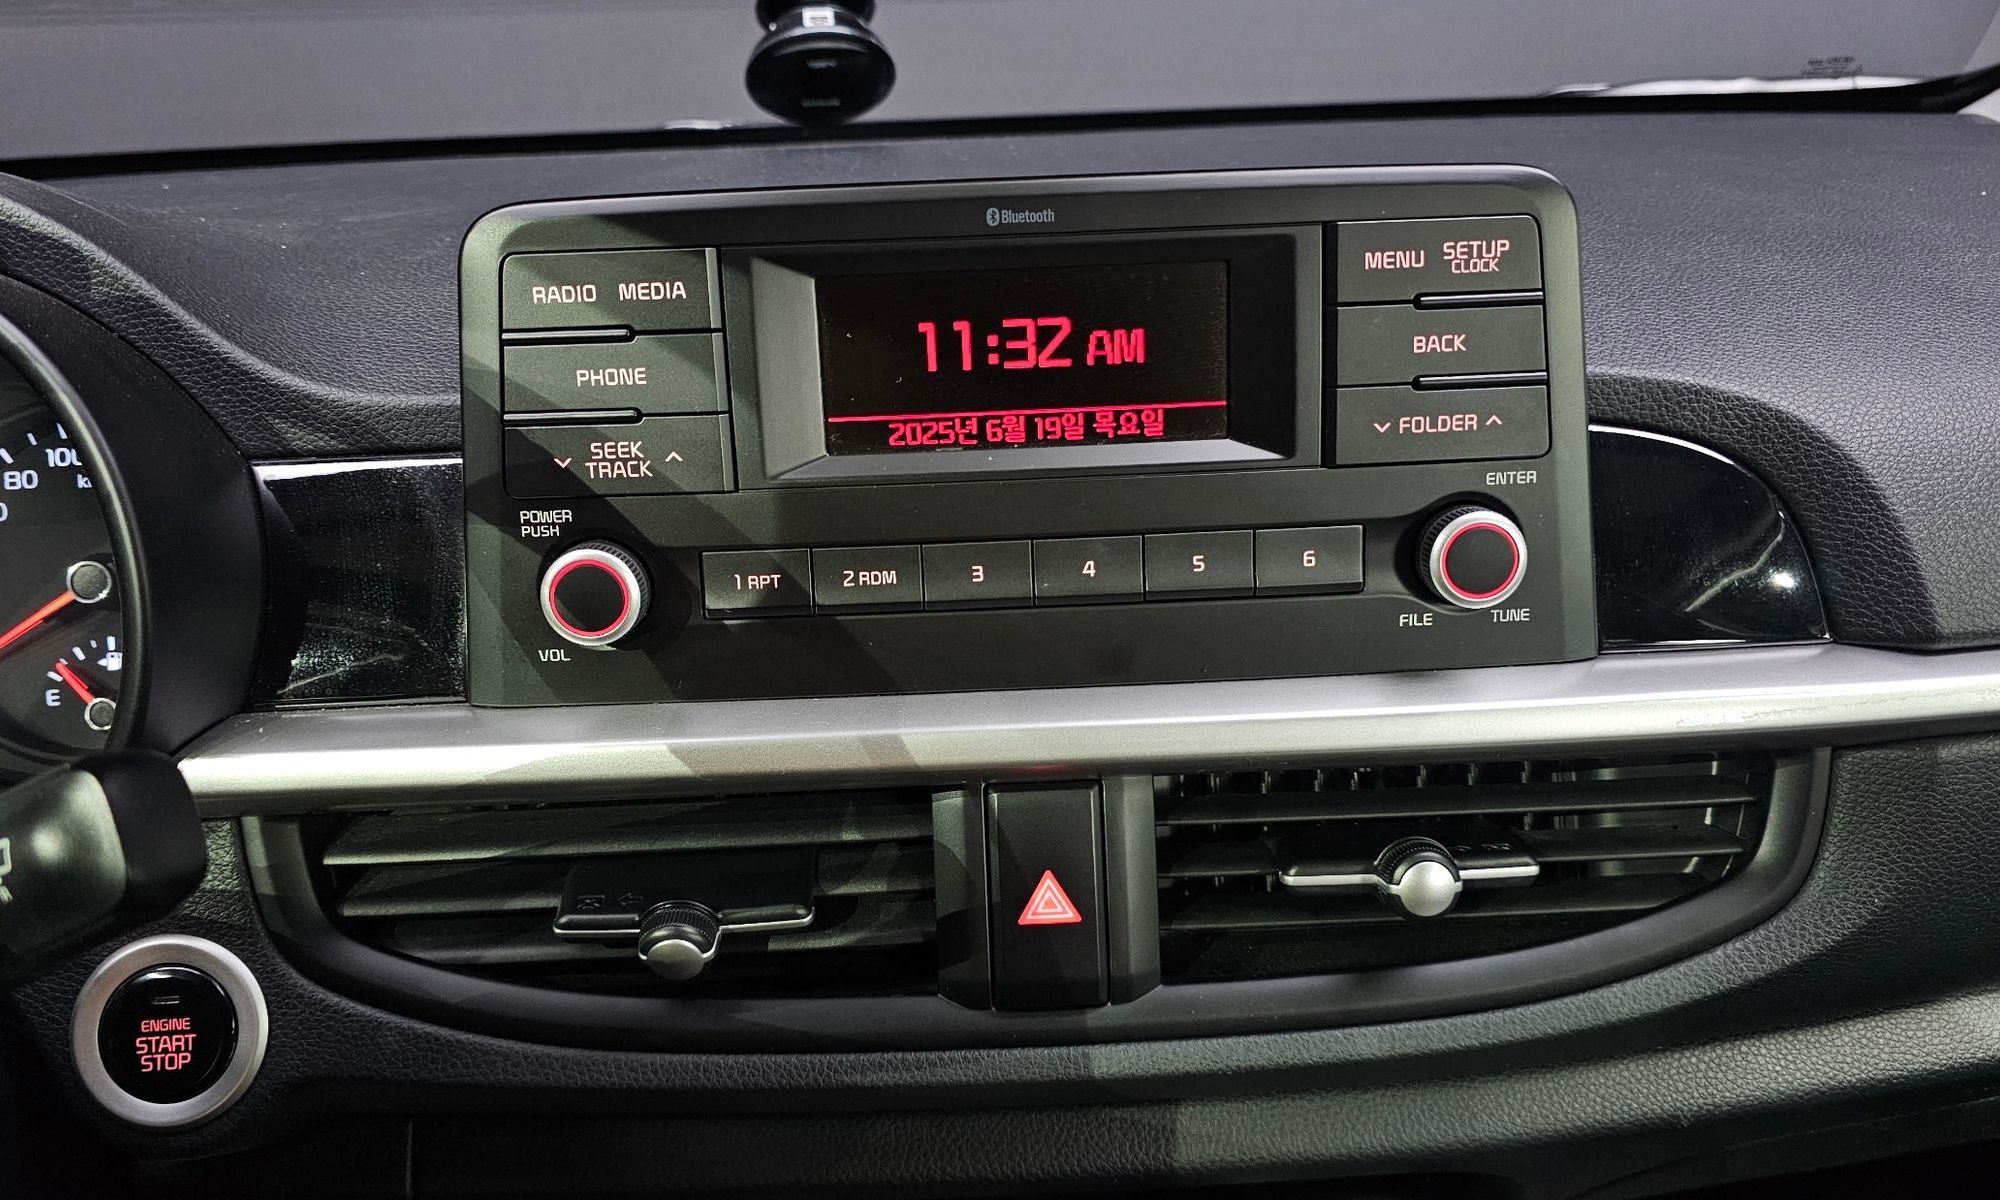 Bluetooth
RADIO MEDIA
MENU SETUP
CLOCK
11:32 AM
PHONE
BACK
2025년 6월 19일 목요일
SEEK
TRACK
FOLDER
POWER
PUSH
ENTER
1 RPT
2 RDM
3
4
5
6
VOL
FILE
TUNE
80
100
E
ENGINE
START
STOP